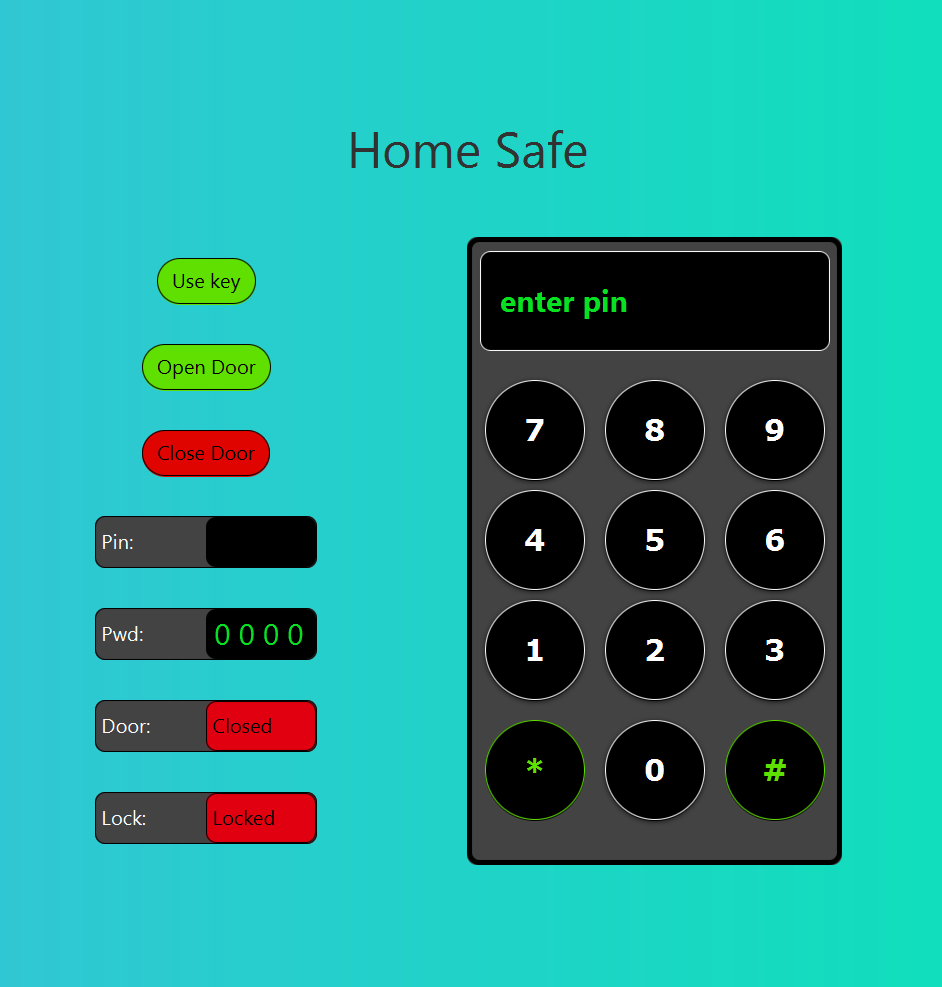 Home Safe
Use key
Open Door
Close Door
Pin:
Pwd: 0 0 0 0
Door: Closed
Lock: Locked
enter pin
7 8 9
4 5 6
1 2 3
* 0 #